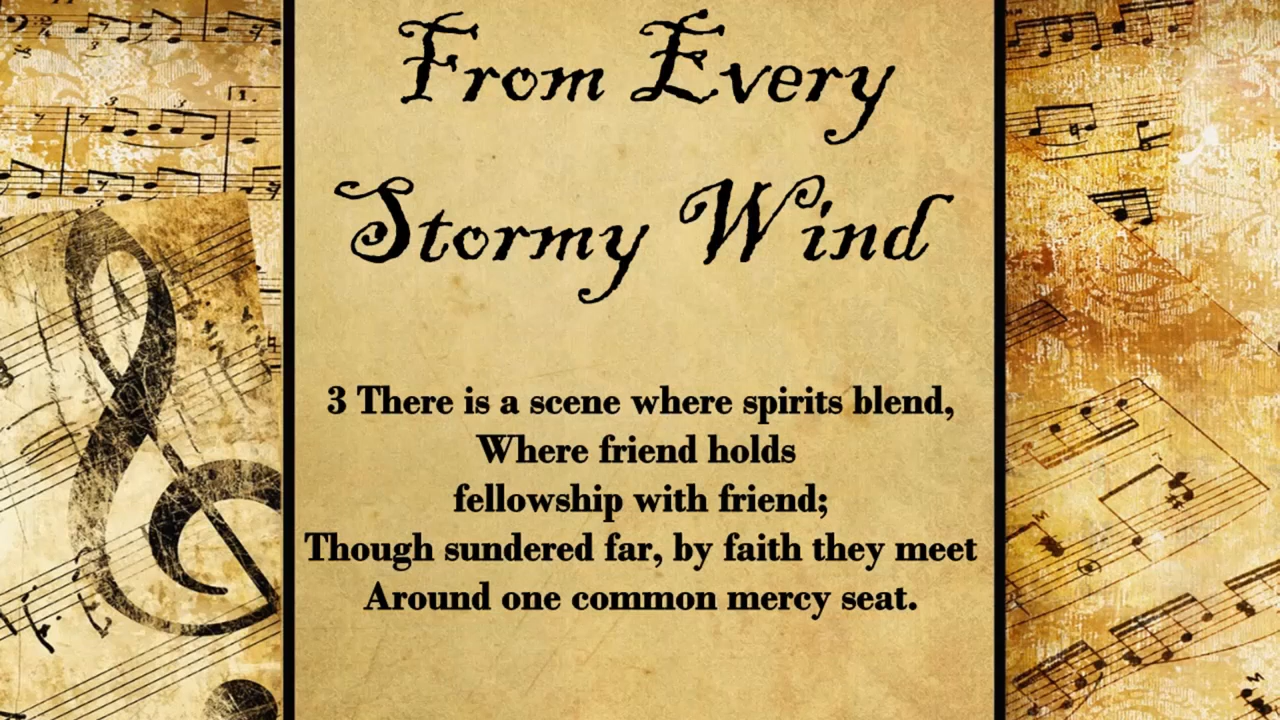 From Every
Stormy Wind
3 There is a scene where spirits blend,
Where friend holds
fellowship with friend;
Though sundered far, by faith they meet
Around one common mercy seat.